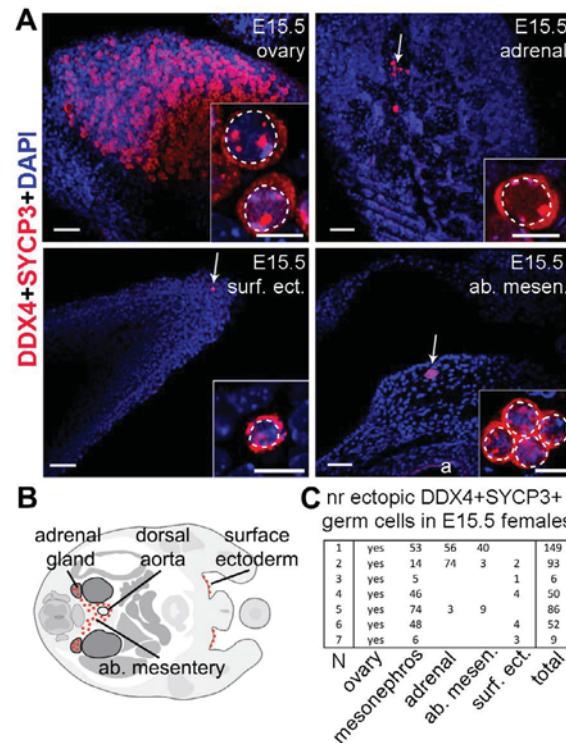 A
DDX4+SYCP3+DAPI
E15.5
ovary
E15.5
adrenal
E15.5
surf. ect.
E15.5
ab. mesen.
a
B
adrenal
gland
dorsal
aorta
surface
ectoderm
ab. mesentery
C nr ectopic DDX4+SYCP3+
germ cells in E15.5 females
1 yes 53 56 40 149
2 yes 14 74 3 2 93
3 yes 5 1 6
4 yes 46 4 50
5 yes 74 3 9 86
6 yes 48 4 52
7 yes 6 3 9
N ovary mesonephros adrenal ab. mesen. surf. ect. total